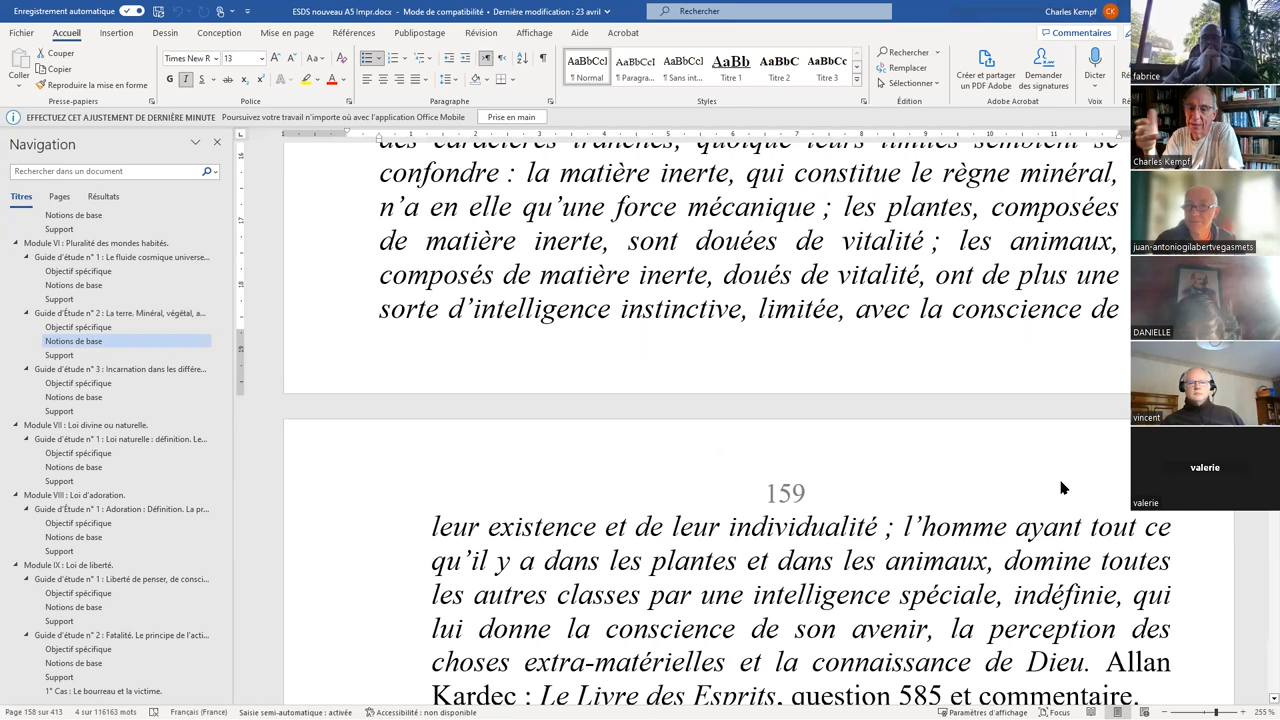 Enregistrement automatique
ESDS nouveau A5 Impr.docx - Mode de compatibilité • Dernière modification : 23 avril
Rechercher
Charles Kempf
CK
Fichier
Accueil
Insertion
Dessin
Conception
Mise en page
Références
Publipostage
Révision
Affichage
Aide
Acrobat
Commentaires
Coller
Couper
Copier
Reproduire la mise en forme
Presse-papiers
Times New R
13
Police
Paragraphe
AaBbCcI
¶ Normal
AaBbCcI
¶ Paragra...
AaBbCcI
¶ Sans int...
AaBb
Titre 1
AaBbC
Titre 2
AaBbCc
Titre 3
Styles
Rechercher
Remplacer
Sélectionner
Édition
Créer et partager
un PDF Adobe
Demander
des signatures
Adobe Acrobat
Dicter
Voix
EFFECTUEZ CET AJUSTEMENT DE DERNIÈRE MINUTE
Poursuivez votre travail n'importe où avec l'application Office Mobile
Prise en main
Navigation
Rechercher dans un document
Titres
Pages
Résultats
Notions de base
Support
Module VI : Pluralité des mondes habités.
Guide d'étude n° 1 : Le fluide cosmique universe...
Objectif spécifique
Notions de base
Support
Guide d'étude n° 2 : La terre. Minéral, végétal, a...
Objectif spécifique
Notions de base
Support
Guide d'étude n° 3 : Incarnation dans les différe...
Objectif spécifique
Notions de base
Support
Module VII : Loi divine ou naturelle.
Guide d'étude n° 1 : Loi naturelle : définition. Le...
Objectif spécifique
Notions de base
Support
Module VIII : Loi d'adoration.
Guide d'Étude n° 1 : Adoration : Définition. La pr...
Objectif spécifique
Notions de base
Support
Module IX : Loi de liberté.
Guide d'étude n° 1 : Liberté de penser, de consci...
Objectif spécifique
Notions de base
Support
Guide d'étude n° 2 : Fatalité. Le principe de l'acti...
Objectif spécifique
Notions de base
Support
1° Cas : Le bourreau et la victime.
des caractères tranchés, quoique leurs limites semblent se
confondre : la matière inerte, qui constitue le règne minéral,
n'a en elle qu'une force mécanique ; les plantes, composées
de matière inerte, sont douées de vitalité ; les animaux,
composés de matière inerte, doués de vitalité, ont de plus une
sorte d'intelligence instinctive, limitée, avec la conscience de
159
leur existence et de leur individualité ; l'homme ayant tout ce
qu'il y a dans les plantes et dans les animaux, domine toutes
les autres classes par une intelligence spéciale, indéfinie, qui
lui donne la conscience de son avenir, la perception des
choses extra-matérielles et la connaissance de Dieu. Allan
Kardec : Le Livre des Esprits, question 585 et commentaire.
fabrice
Charles Kempf
juan-antoniogilabertvegasmets
DANIELLE
vincent
valerie
valerie
Page 158 sur 413
4 sur 116163 mots
Français (France)
Saisie semi-automatique : activée
Accessibilité : non disponible
Paramètres d'affichage
Focus
255 %